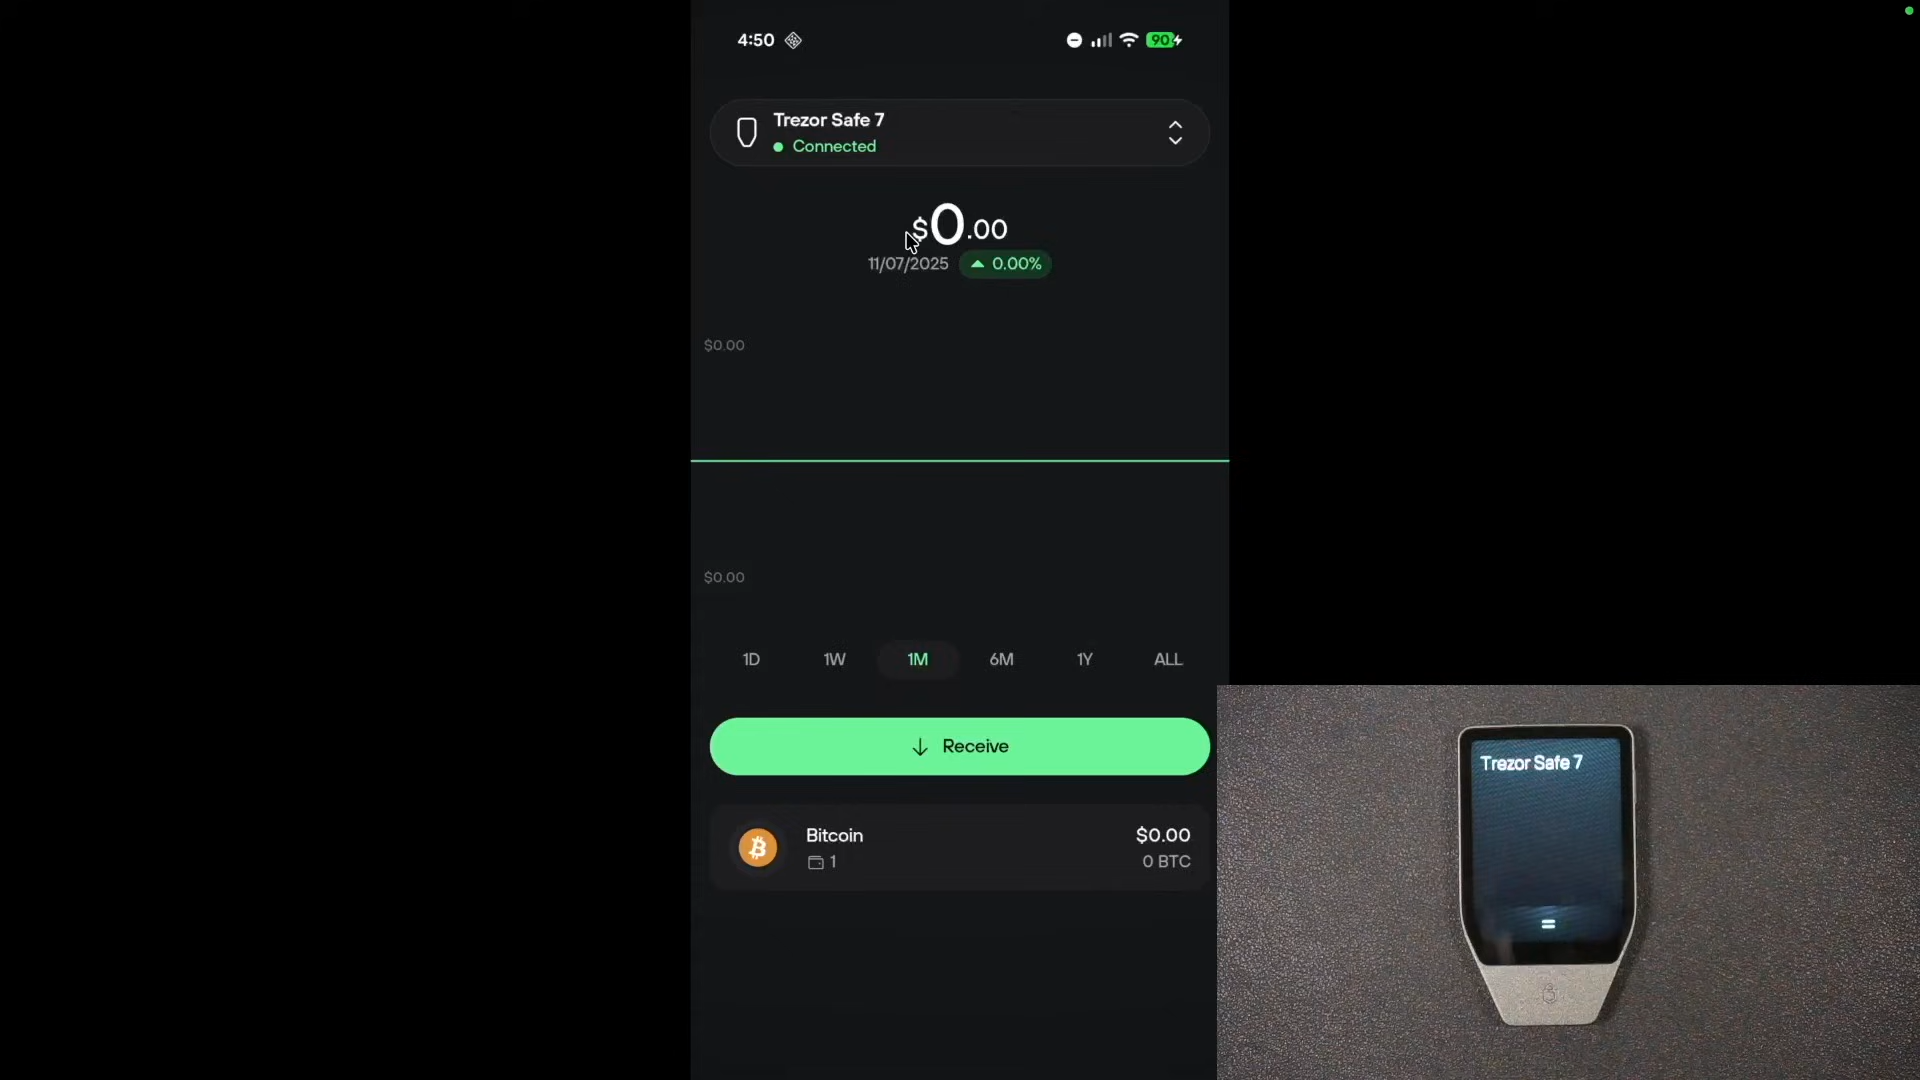 4:50
90
Trezor Safe 7
Connected
$0.00
11/07/2025 0.00%
$0.00
$0.00
1D 1W 1M 6M 1Y ALL
Receive
Bitcoin $0.00
1 0 BTC
Trezor Safe 7